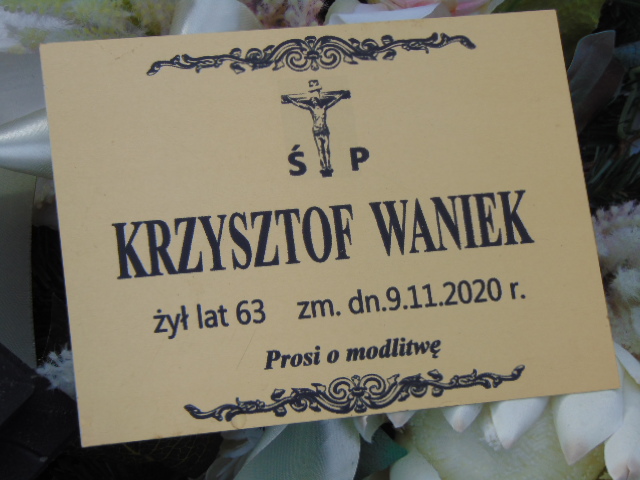 Ś P
KRZYSZTOF WANIEK
żył lat 63 zm. dn.9.11.2020 r.
Prosi o modlitwę